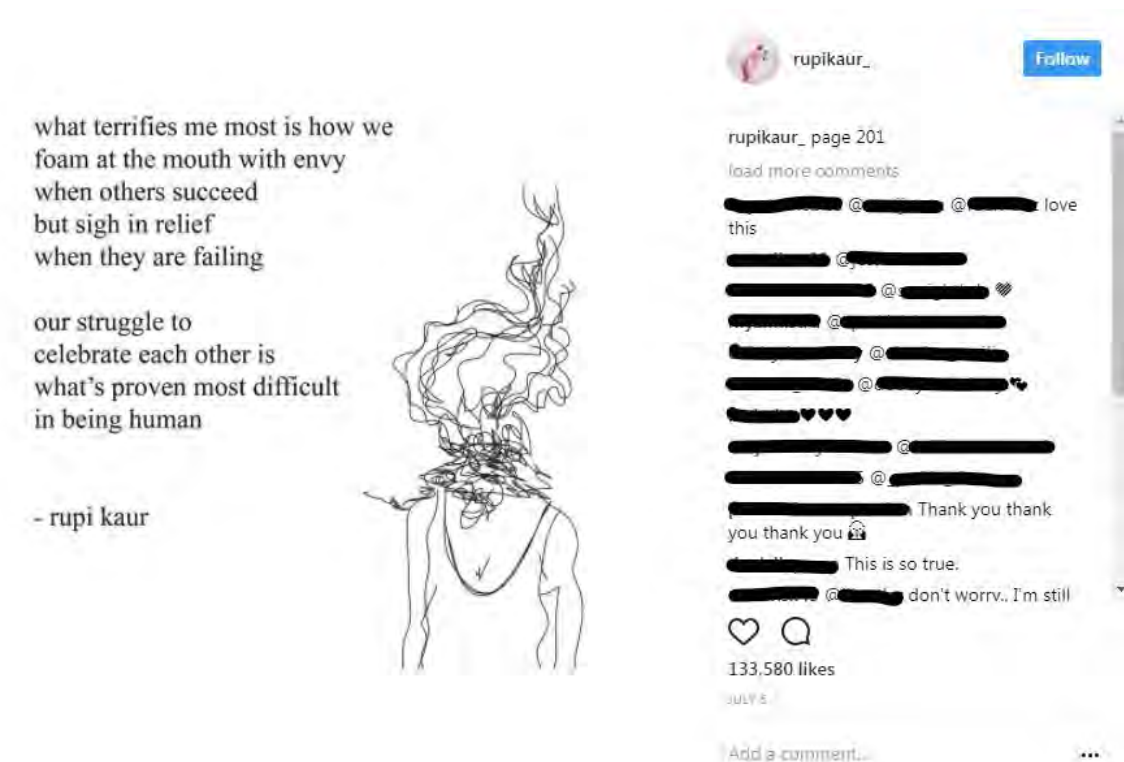 what terrifies me most is how we
foam at the mouth with envy
when others succeed
but sigh in relief
when they are failing
our struggle to
celebrate each other is
what's proven most difficult
in being human
- rupi kaur
rupikaur_
Follow
rupikaur_ page 201
load more comments
@ @ love
this
@
@
@
@
@
@
@
Thank you thank
you thank you
This is so true.
@ don't worry.. I'm still
133,580 likes
JULY 5
Add a comment...